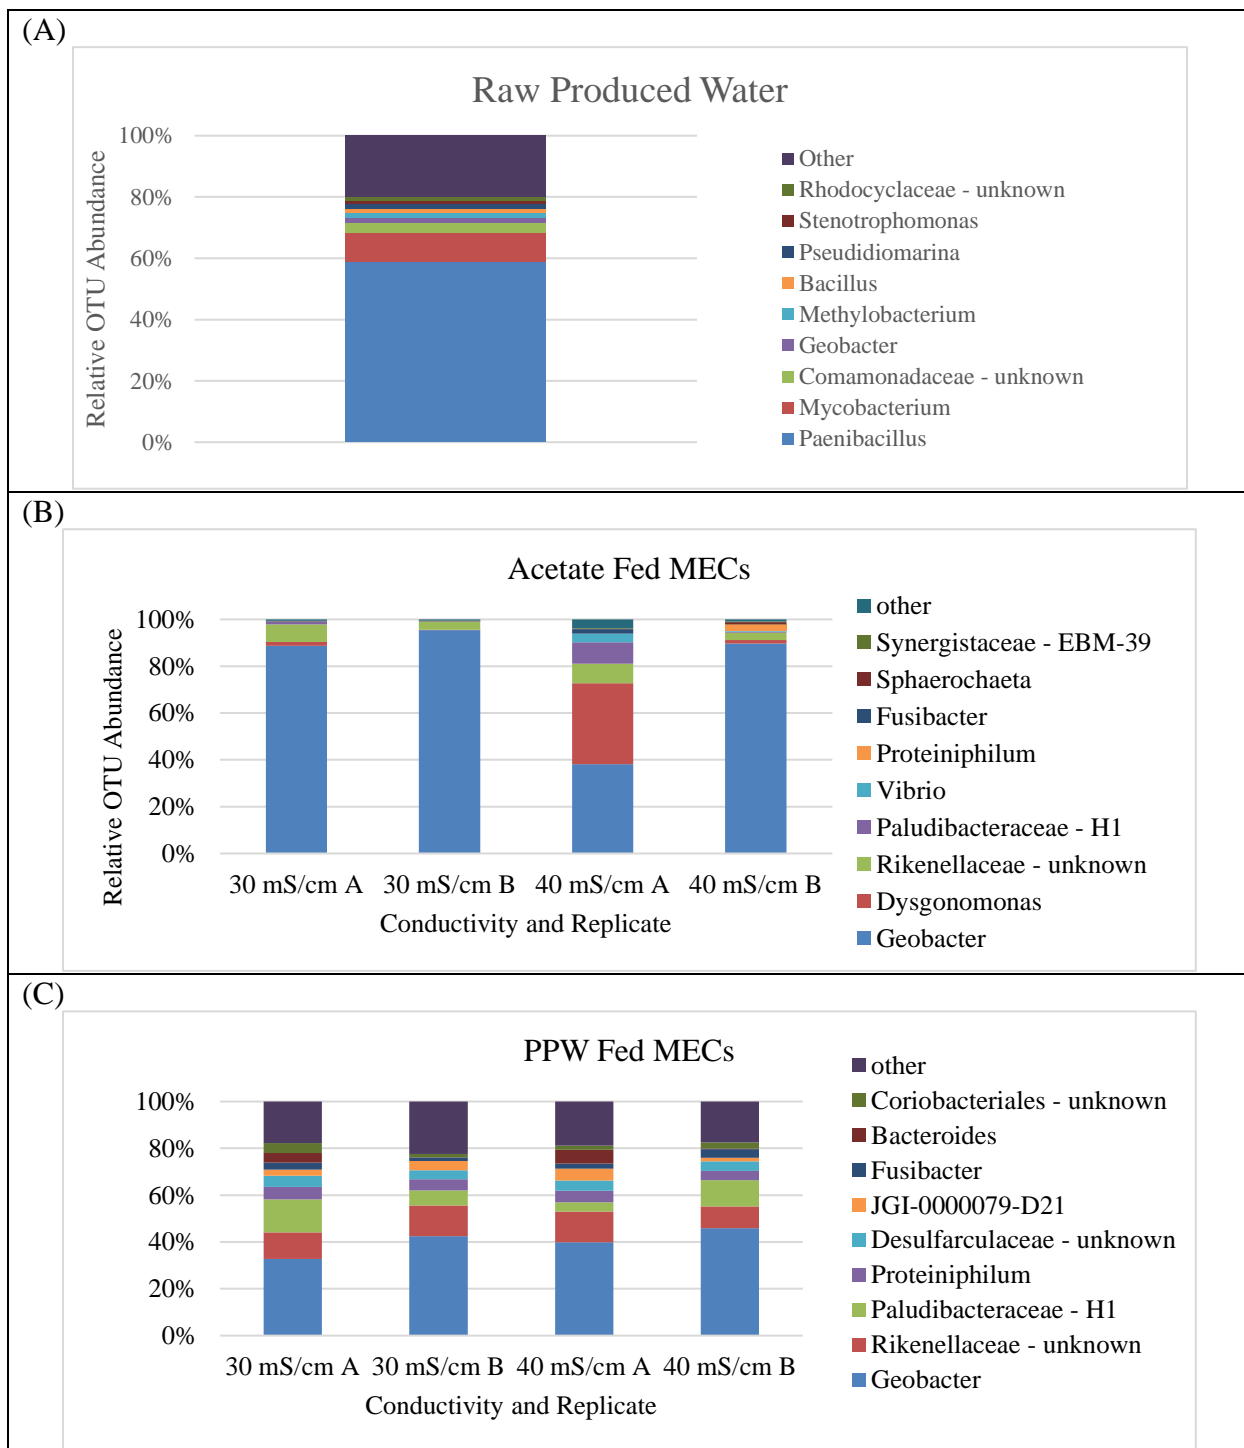 (A)
Raw Produced Water
Relative OTU Abundance
100%
80%
60%
40%
20%
0%
Other
Rhodocyclaceae - unknown
Stenotrophomonas
Pseudidiomarina
Bacillus
Methylobacterium
Geobacter
Comamonadaceae - unknown
Mycobacterium
Paenibacillus
(B)
Acetate Fed MECs
Relative OTU Abundance
100%
80%
60%
40%
20%
0%
30 mS/cm A 30 mS/cm B 40 mS/cm A 40 mS/cm B
Conductivity and Replicate
other
Synergistaceae - EBM-39
Sphaerochaeta
Fusibacter
Proteiniphilum
Vibrio
Paludibacteraceae - H1
Rikenellaceae - unknown
Dysgonomonas
Geobacter
(C)
PPW Fed MECs
100%
80%
60%
40%
20%
0%
30 mS/cm A 30 mS/cm B 40 mS/cm A 40 mS/cm B
Conductivity and Replicate
other
Coriobacteriales - unknown
Bacteroides
Fusibacter
JGI-0000079-D21
Desulfarculaceae - unknown
Proteiniphilum
Paludibacteraceae - H1
Rikenellaceae - unknown
Geobacter